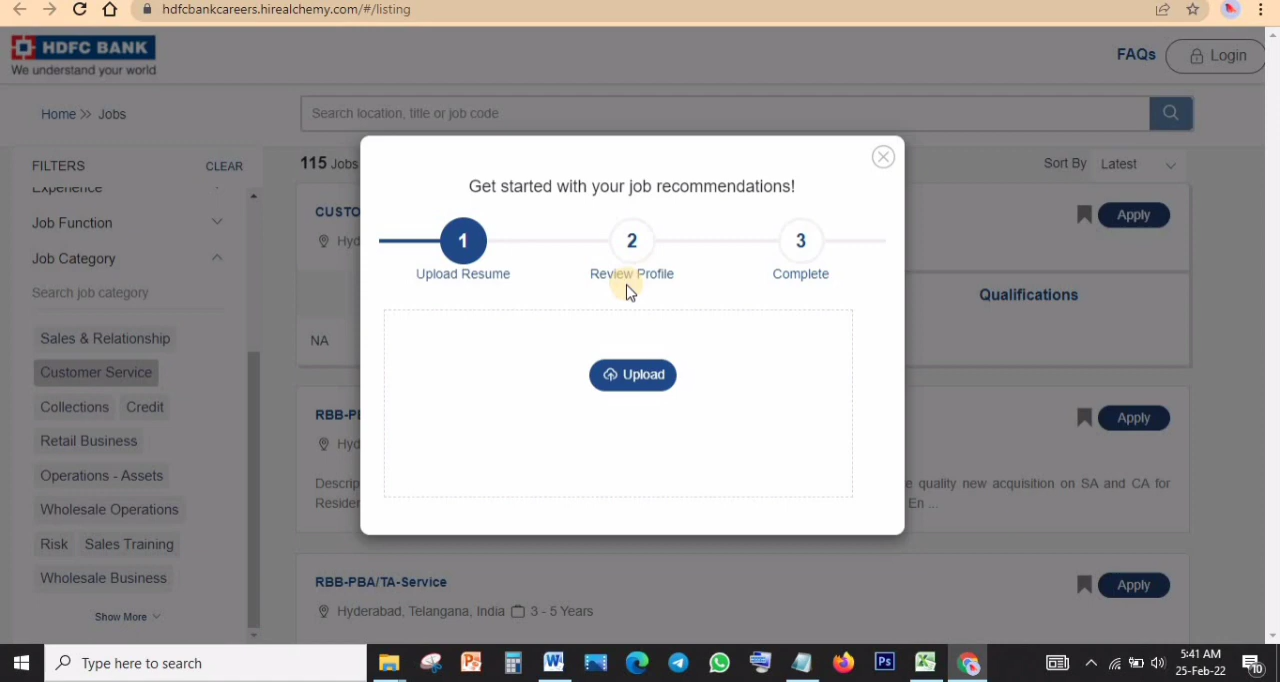 hdfcbankcareers.hirealchemy.com/#/listing
HDFC BANK
We understand your world
FAQs
Login
Home >> Jobs
Search location, title or job code
FILTERS
CLEAR
115 Jobs
Sort By Latest
Experience
Job Function
Job Category
Search job category
Sales & Relationship
Customer Service
Collections Credit
Retail Business
Operations - Assets
Wholesale Operations
Risk Sales Training
Wholesale Business
Show More
Get started with your job recommendations!
1 2 3
Upload Resume Review Profile Complete
Upload
Apply
Qualifications
NA
Apply
e quality new acquisition on SA and CA for
En ...
RBB-PBA/TA-Service
Hyderabad, Telangana, India 3 - 5 Years
Apply
Type here to search
5:41 AM
25-Feb-22
10